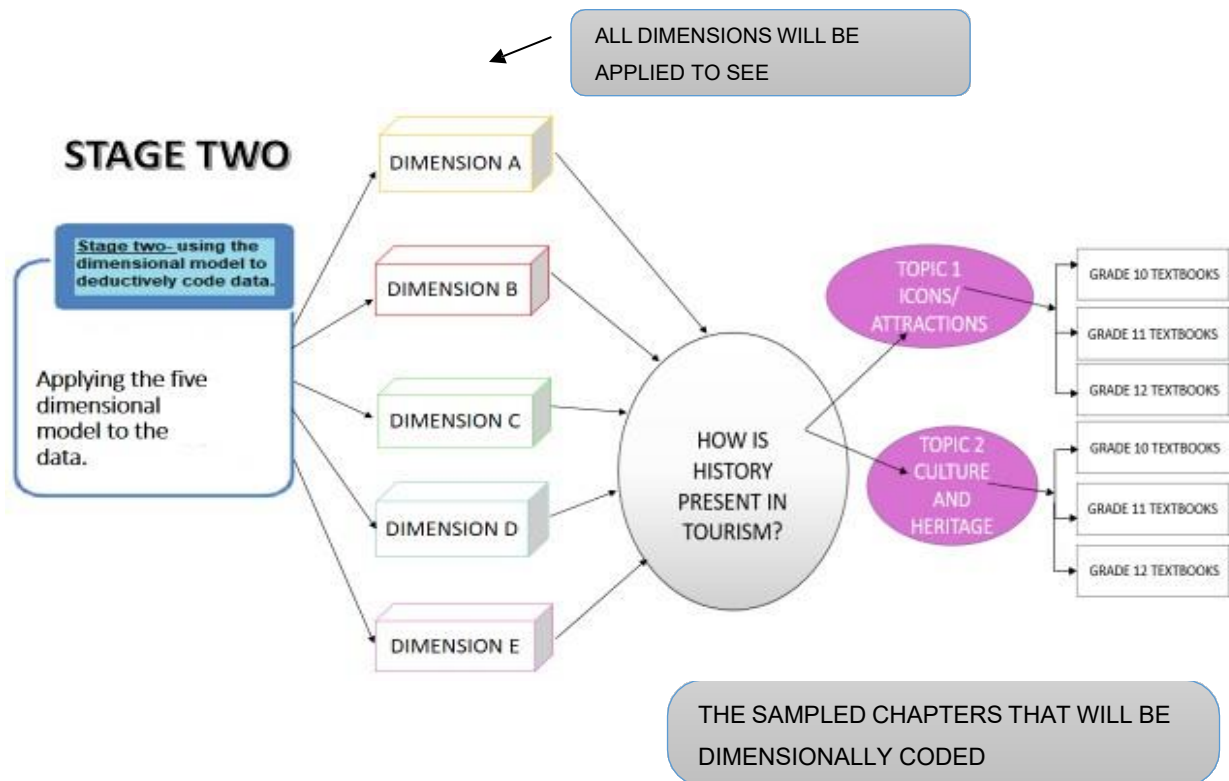 ALL DIMENSIONS WILL BE
APPLIED TO SEE
STAGE TWO
Stage two- using the
dimensional model to
deductively code data.
Applying the five
dimensional
model to the
data.
DIMENSION A
DIMENSION B
DIMENSION C
DIMENSION D
DIMENSION E
HOW IS
HISTORY
PRESENT IN
TOURISM?
TOPIC 1
ICONS/
ATTRACTIONS
GRADE 10 TEXTBOOKS
GRADE 11 TEXTBOOKS
GRADE 12 TEXTBOOKS
TOPIC 2
CULTURE
AND
HERITAGE
GRADE 10 TEXTBOOKS
GRADE 11 TEXTBOOKS
GRADE 12 TEXTBOOKS
THE SAMPLED CHAPTERS THAT WILL BE
DIMENSIONALLY CODED